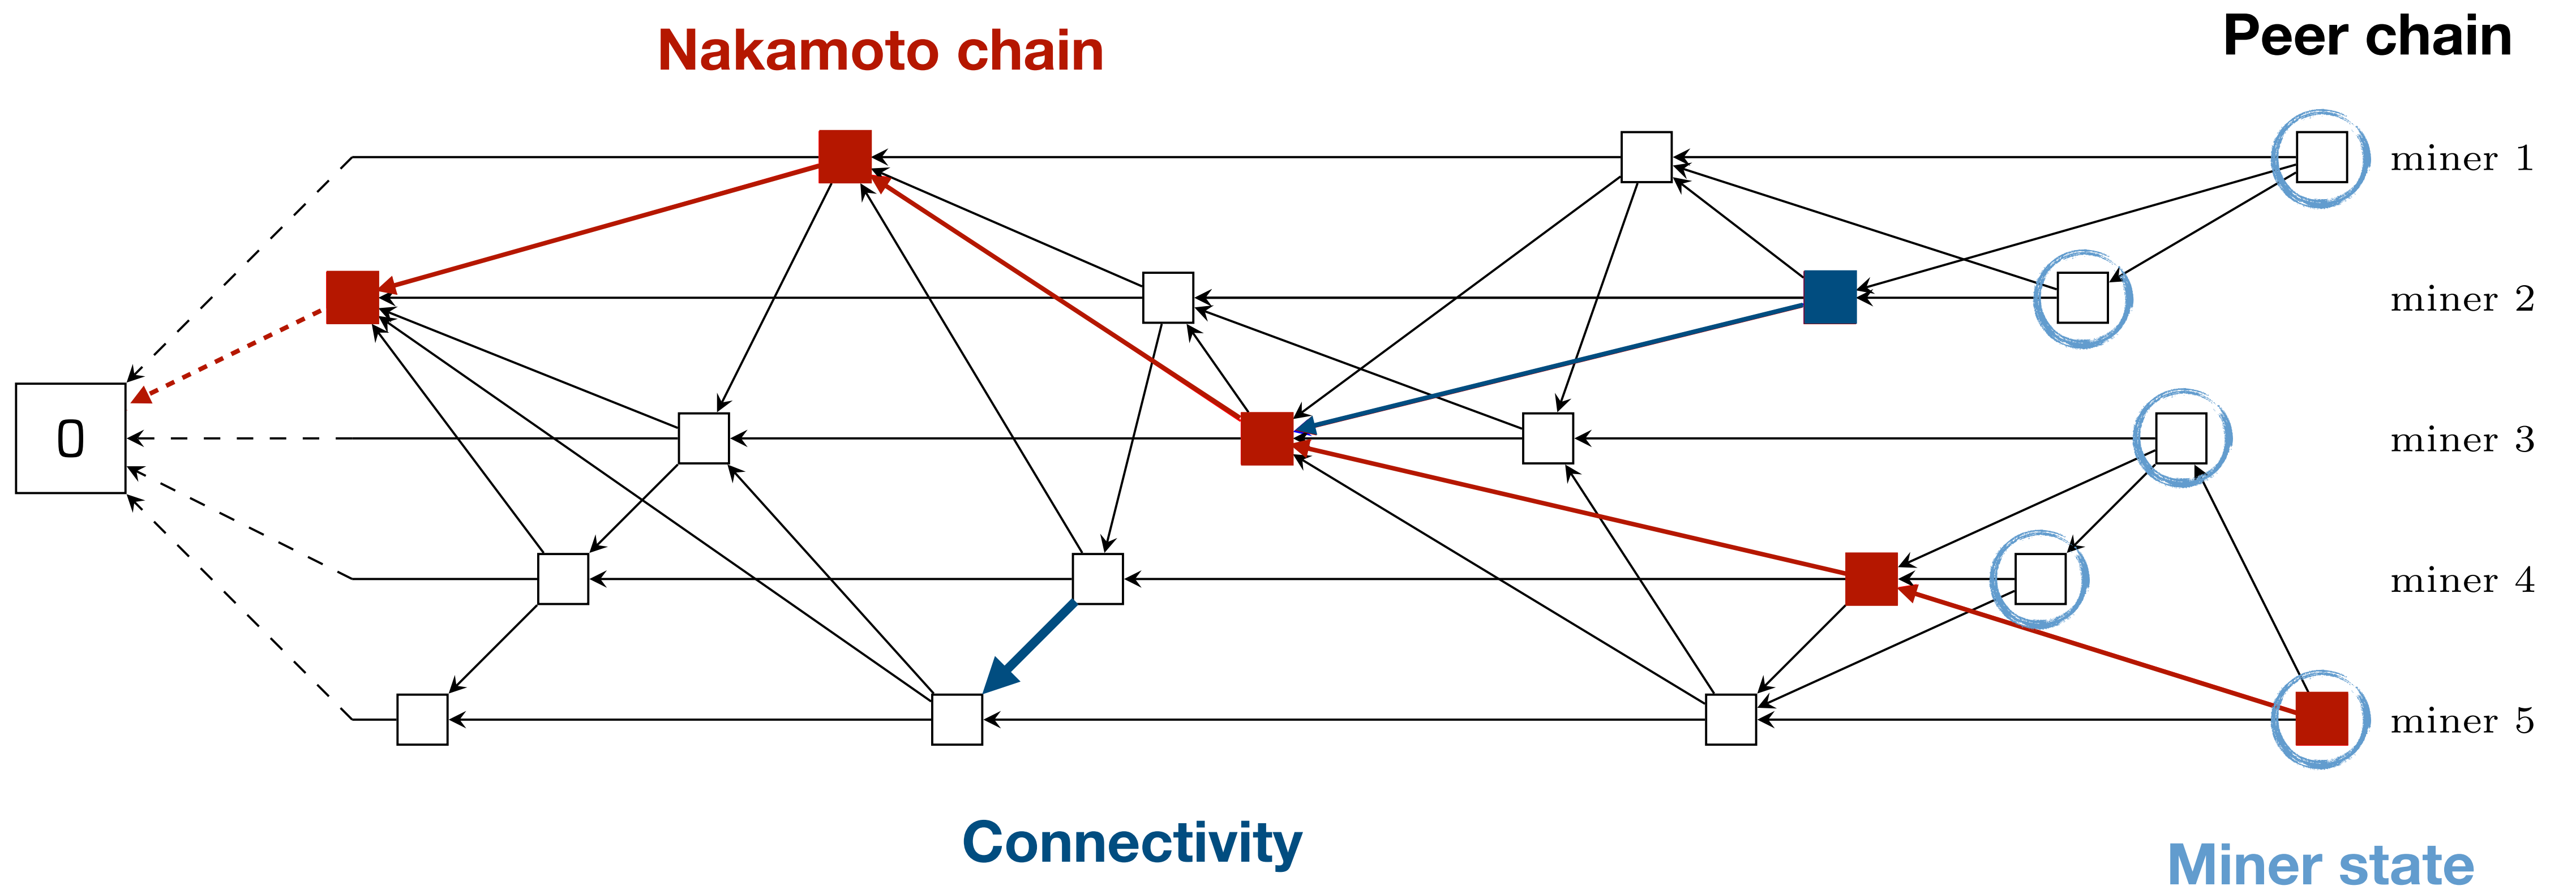 Nakamoto chain
Peer chain
miner 1
miner 2
miner 3
0
miner 4
miner 5
Connectivity
Miner state